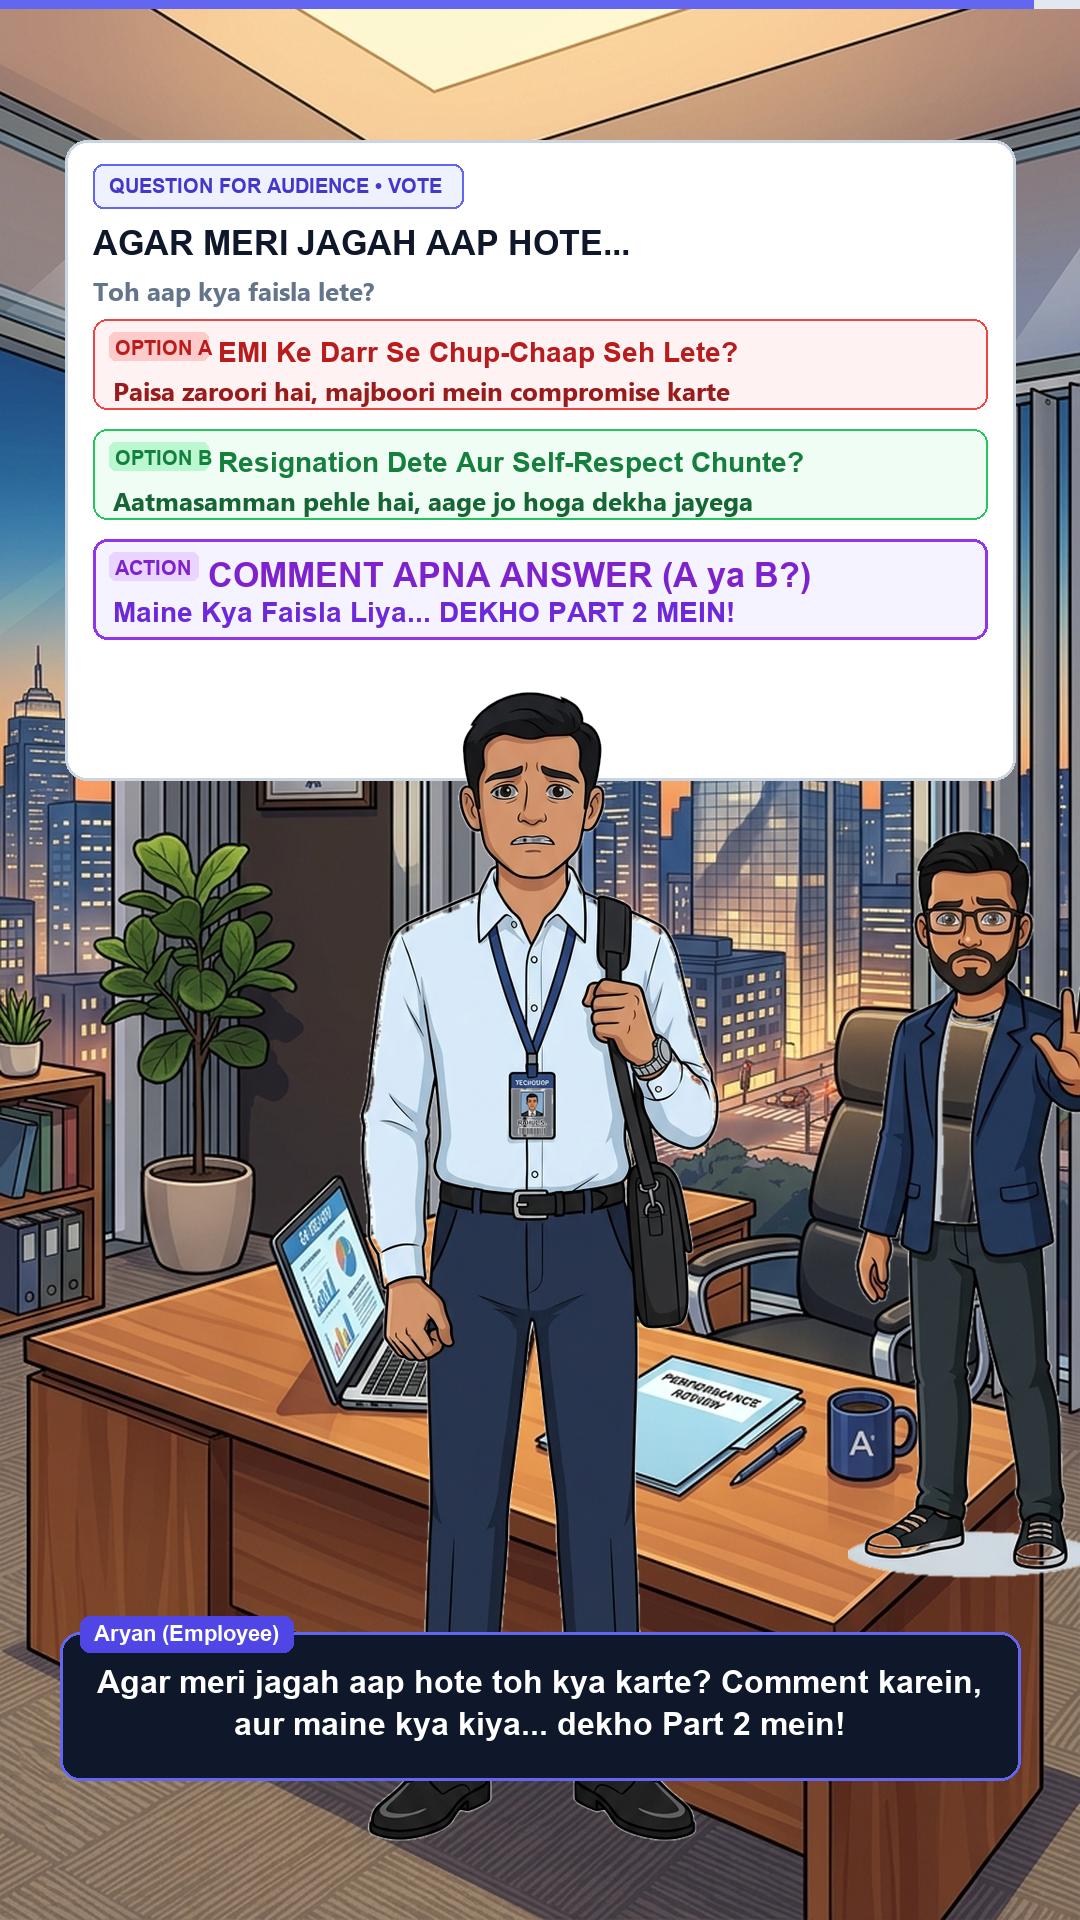 QUESTION FOR AUDIENCE • VOTE
AGAR MERI JAGAH AAP HOTE...
Toh aap kya faisla lete?
OPTION A EMI Ke Darr Se Chup-Chaap Seh Lete?
Paisa zaroori hai, majboori mein compromise karte
OPTION B Resignation Dete Aur Self-Respect Chunte?
Aatmasamman pehle hai, aage jo hoga dekha jayega
ACTION COMMENT APNA ANSWER (A ya B?)
Maine Kya Faisla Liya... DEKHO PART 2 MEIN!
PERFORMANCE
A
Aryan (Employee)
Agar meri jagah aap hote toh kya karte? Comment karein,
aur maine kya kiya... dekho Part 2 mein!